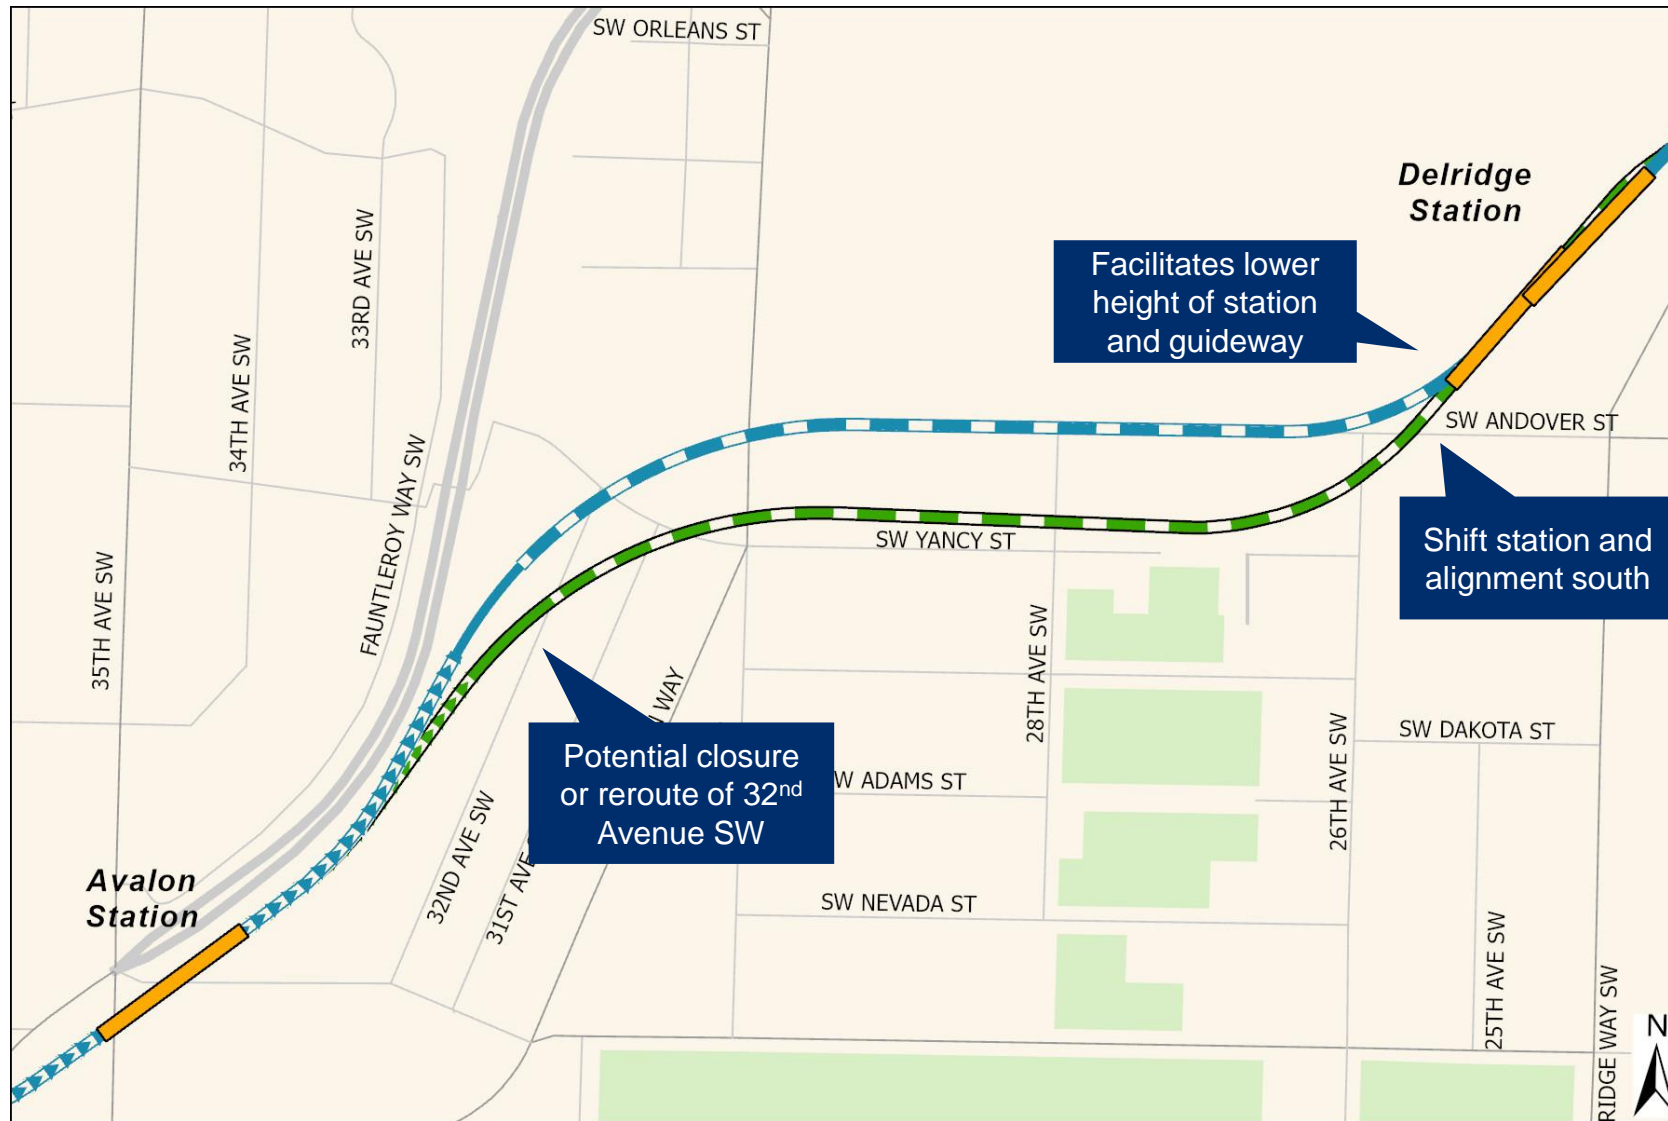 SW ORLEANS ST
Delridge
Station
Facilitates lower
height of station
and guideway
33RD AVE SW
34TH AVE SW
FAUNTLEROY WAY SW
35TH AVE SW
SW ANDOVER ST
SW YANCY ST
Shift station and
alignment south
28TH AVE SW
N WAY
Potential closure
or reroute of 32nd
Avenue SW
SW DAKOTA ST
26TH AVE SW
W ADAMS ST
32ND AVE SW
31ST AVE
Avalon
Station
SW NEVADA ST
25TH AVE SW
RIDGE WAY SW
N